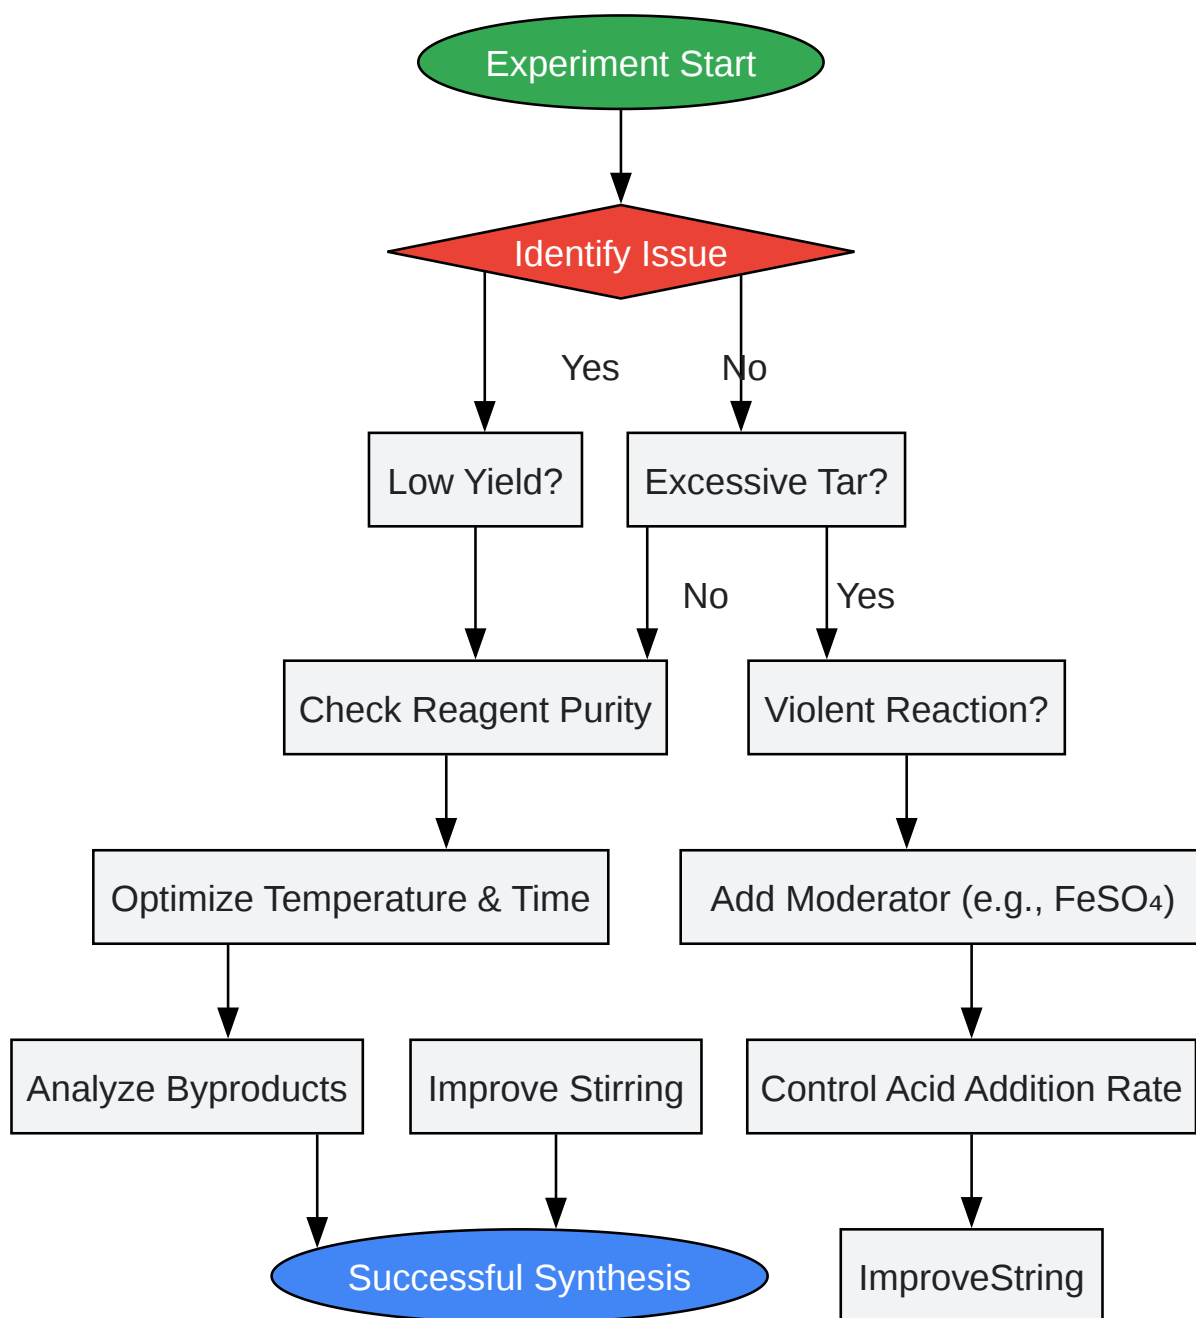 Experiment Start
Identify Issue
Yes
No
Low Yield?
Excessive Tar?
No
Yes
Check Reagent Purity
Violent Reaction?
Optimize Temperature & Time
Add Moderator (e.g., FeSO₄)
Analyze Byproducts
Improve Stirring
Control Acid Addition Rate
Successful Synthesis
ImproveString